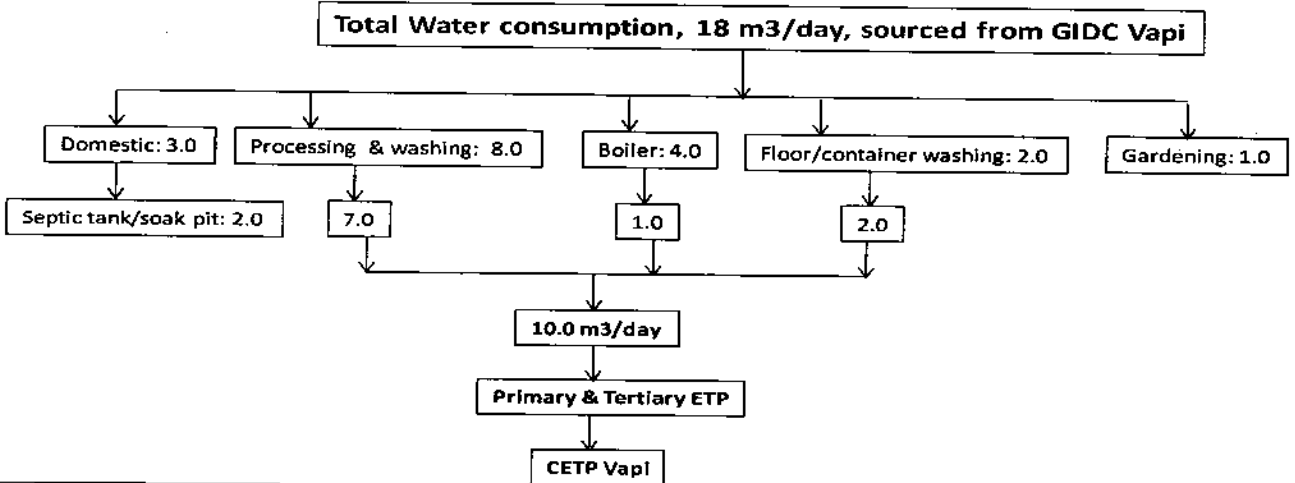 Total Water consumption, 18 m3/day, sourced from GIDC Vapi
Domestic: 3.0
Processing & washing: 8.0
Boiler: 4.0
Floor/container washing: 2.0
Gardening: 1.0
Septic tank/soak pit: 2.0
7.0
1.0
2.0
10.0 m3/day
Primary & Tertiary ETP
CETP Vapi